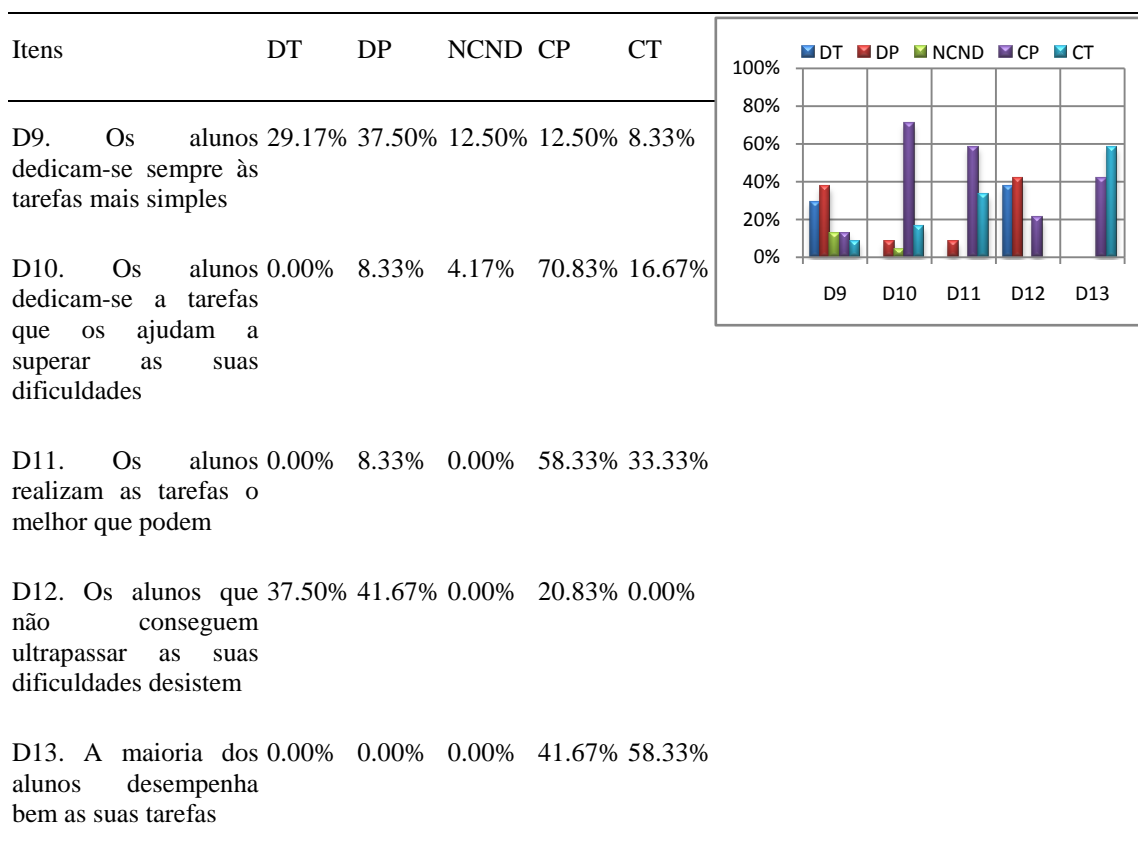 Itens DT DP NCND CP CT
D9. Os alunos 29.17% 37.50% 12.50% 12.50% 8.33%
dedicam-se sempre às
tarefas mais simples
D10. Os alunos 0.00% 8.33% 4.17% 70.83% 16.67%
dedicam-se a tarefas
que os ajudam a
superar as suas
dificuldades
D11. Os alunos 0.00% 8.33% 0.00% 58.33% 33.33%
realizam as tarefas o
melhor que podem
D12. Os alunos que 37.50% 41.67% 0.00% 20.83% 0.00%
não conseguem
ultrapassar as suas
dificuldades desistem
D13. A maioria dos 0.00% 0.00% 0.00% 41.67% 58.33%
alunos desempenha
bem as suas tarefas
DT DP NCND CP CT
100%
80%
60%
40%
20%
0%
D9 D10 D11 D12 D13